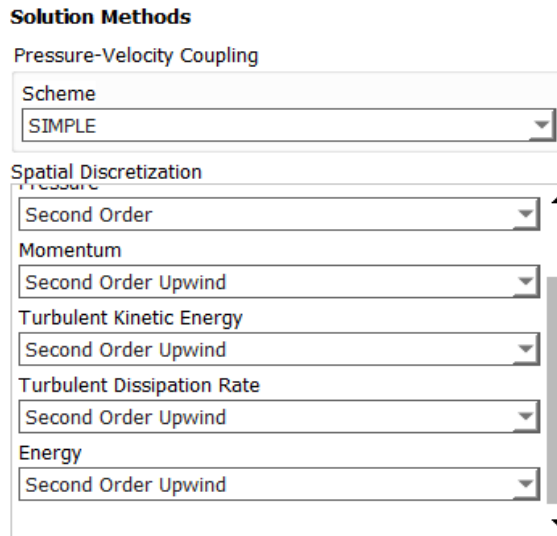 Solution Methods
Pressure-Velocity Coupling
Scheme
SIMPLE
Spatial Discretization
Pressure
Second Order
Momentum
Second Order Upwind
Turbulent Kinetic Energy
Second Order Upwind
Turbulent Dissipation Rate
Second Order Upwind
Energy
Second Order Upwind